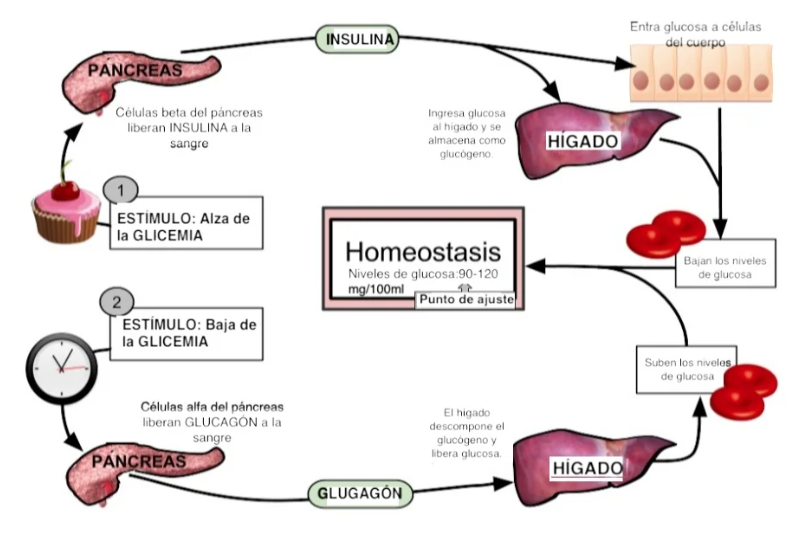 INSULINA
Entra glucosa a células
del cuerpo
PÁNCREAS
Células beta del páncreas
liberan INSULINA a la
sangre
Ingresa glucosa
al hígado y se
almacena como
glucógeno.
HÍGADO
1
ESTÍMULO: Alza de
la GLICEMIA
Homeostasis
Niveles de glucosa:90-120
mg/100ml
Punto de ajuste
Bajan los niveles
de glucosa
2
ESTÍMULO: Baja de
la GLICEMIA
Suben los niveles
de glucosa
Células alfa del páncreas
liberan GLUCAGÓN a la
sangre
El hígado
descompone el
glucógeno y
libera glucosa.
PÁNCREAS
HÍGADO
GLUGAGÓN